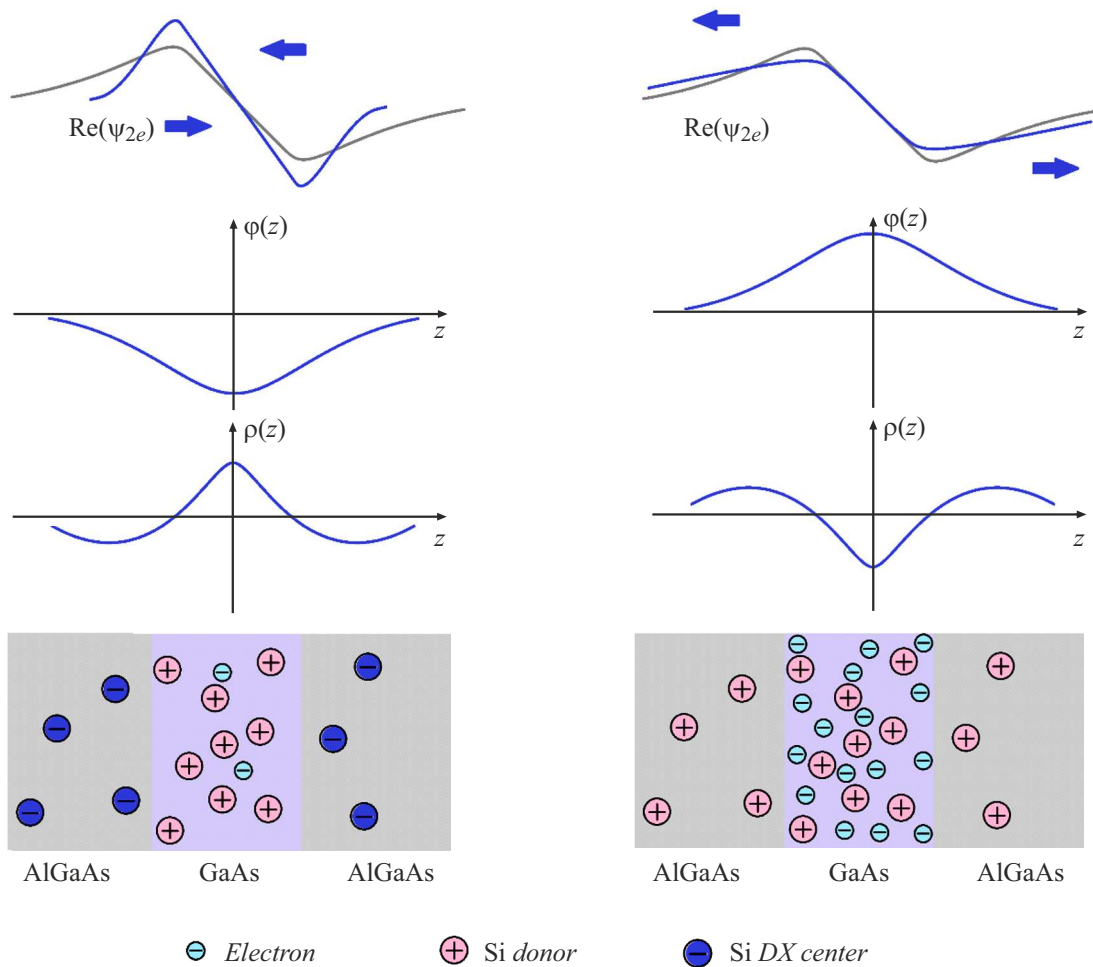 Re(ψ2e)
Re(ψ2e)
φ(z)
φ(z)
z
z
ρ(z)
ρ(z)
z
z
AlGaAs GaAs AlGaAs
AlGaAs GaAs AlGaAs
Electron
Si donor
Si DX center